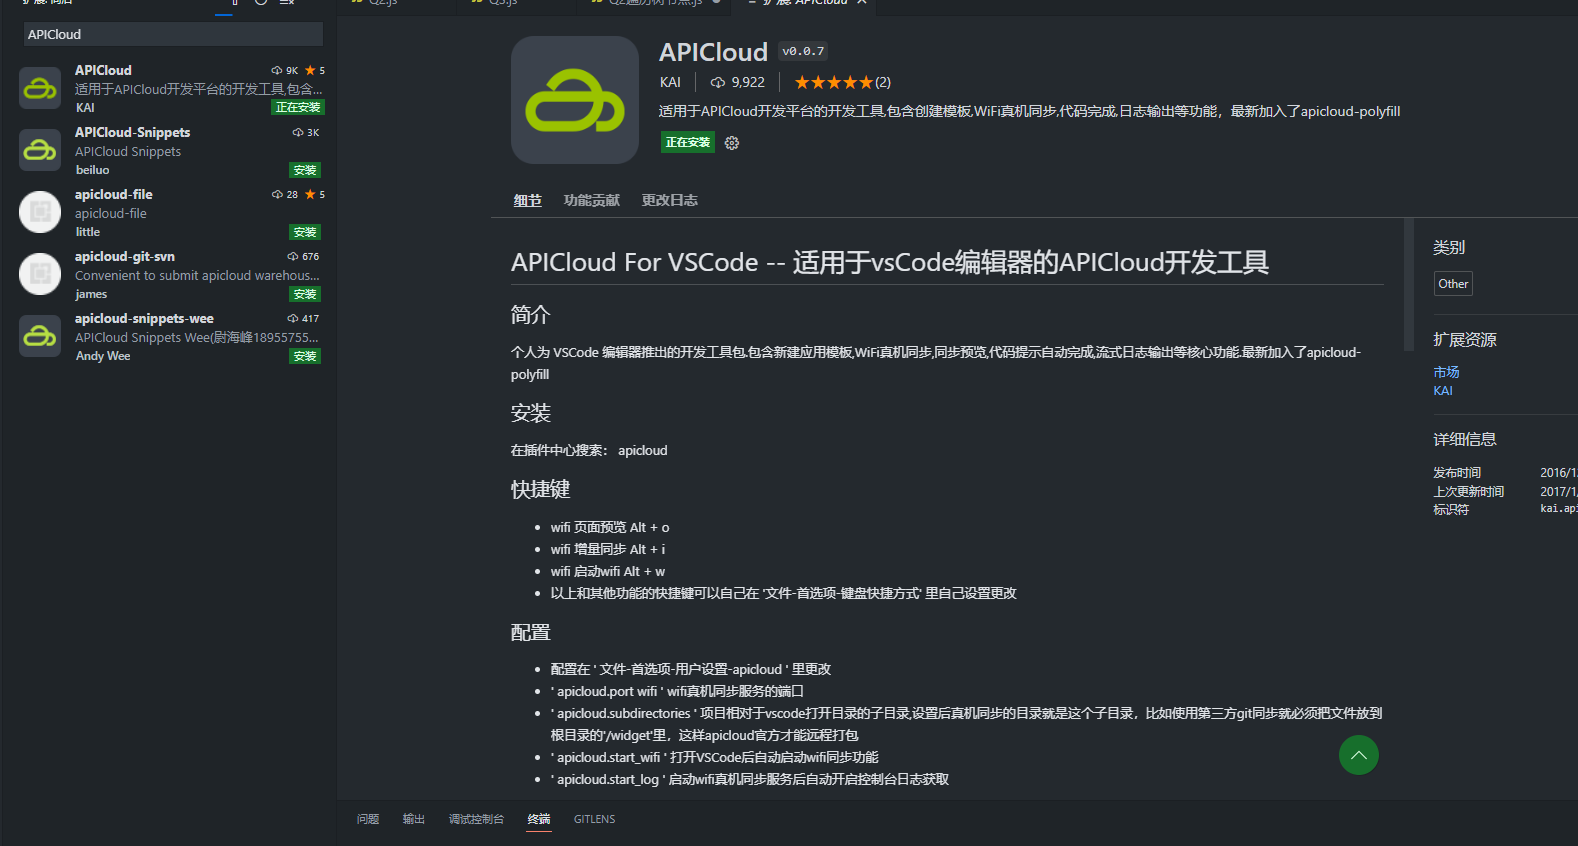 Q2.js
Q3.js
Q2遍历树节点.js
扩展: APICloud
APICloud
APICloud
9K
5
适用于APICloud开发平台的开发工具,包含...
KAI
正在安装
APICloud-Snippets
3K
APICloud Snippets
beiluo
安装
apicloud-file
28
5
apicloud-file
little
安装
apicloud-git-svn
676
Convenient to submit apicloud warehous...
james
安装
apicloud-snippets-wee
417
APICloud Snippets Wee(尉海峰18955755...
Andy Wee
安装
APICloud
v0.0.7
KAI
9,922
(2)
适用于APICloud开发平台的开发工具,包含创建模板,WiFi真机同步,代码完成,日志输出等功能，最新加入了apicloud-polyfill
正在安装
细节
功能贡献
更改日志
APICloud For VSCode -- 适用于vsCode编辑器的APICloud开发工具
简介
个人为 VSCode 编辑器推出的开发工具包,包含新建应用模板,WiFi真机同步,同步预览,代码提示自动完成,流式日志输出等核心功能.最新加入了apicloud-
polyfill
安装
在插件中心搜索： apicloud
快捷键
wifi 页面预览 Alt + o
wifi 增量同步 Alt + i
wifi 启动wifi Alt + w
以上和其他功能的快捷键可以自己在 '文件-首选项-键盘快捷方式' 里自己设置更改
配置
配置在 ' 文件-首选项-用户设置-apicloud ' 里更改
' apicloud.port wifi ' wifi真机同步服务的端口
' apicloud.subdirectories ' 项目相对于vscode打开目录的子目录,设置后真机同步的目录就是这个子目录，比如使用第三方git同步就必须把文件放到
根目录的'/widget'里，这样apicloud官方才能远程打包
' apicloud.start_wifi ' 打开VSCode后自动启动wifi同步功能
' apicloud.start_log ' 启动wifi真机同步服务后自动开启控制台日志获取
类别
Other
扩展资源
市场
KAI
详细信息
发布时间
2016/1
上次更新时间
2017/1/
标识符
kai.api
问题
输出
调试控制台
终端
GITLENS